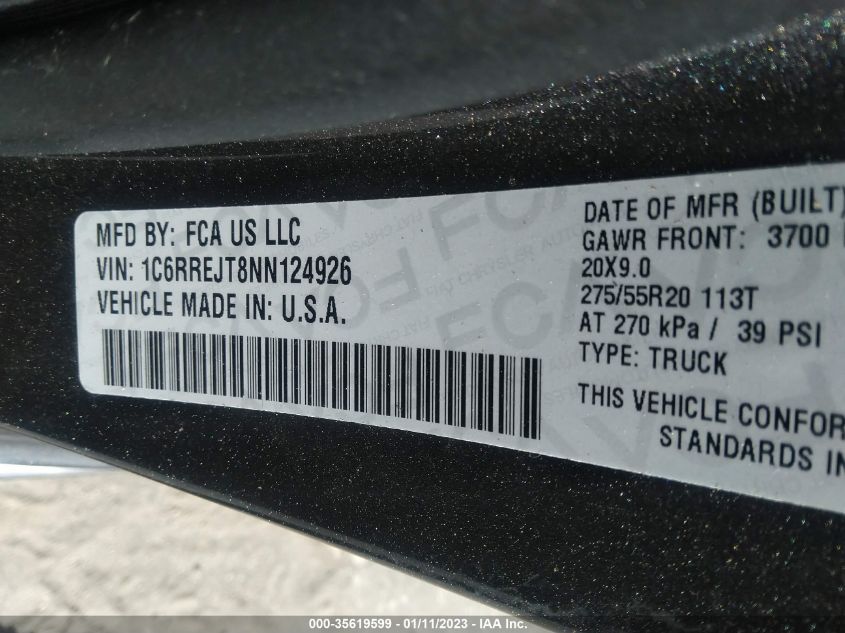 MFD BY: FCA US LLC
VIN: 1C6RREJT8NN124926
VEHICLE MADE IN: U.S.A.
DATE OF MFR (BUILT)
GAWR FRONT: 3700
20X9.0
275/55R20 113T
AT 270 kPa / 39 PSI
TYPE: TRUCK
THIS VEHICLE CONFOR
STANDARDS IN
000-35619599 - 01/11/2023 - IAA Inc.